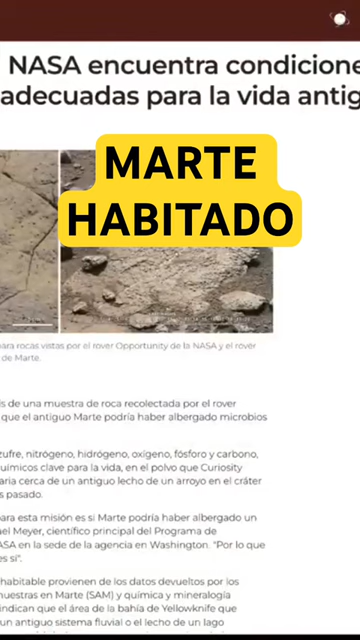 NASA encuentra condicione
adecuadas para la vida antig
MARTE
HABITADO
para rocas vistas por el rover Opportunity de la NASA y el rover
de Marte.
is de una muestra de roca recolectada por el rover
que el antiguo Marte podría haber albergado microbios
zufre, nitrógeno, hidrógeno, oxígeno, fósforo y carbono,
químicos clave para la vida, en el polvo que Curiosity
aria cerca de un antiguo lecho de un arroyo en el cráter
s pasado.
para esta misión es si Marte podría haber albergado un
ael Meyer, científico principal del Programa de
ASA en la sede de la agencia en Washington. "Por lo que
es sí".
habitable provienen de los datos devueltos por los
muestras en Marte (SAM) y química y mineralogía
indican que el área de la bahía de Yellowknife que
un antiguo sistema fluvial o el lecho de un lago